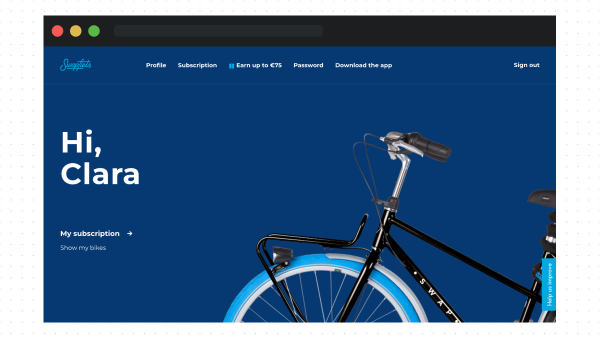 Swapfiets
Profile Subscription Earn up to €75 Password Download the app Sign out
Hi,
Clara
My subscription →
Show my bikes
SWAPF
Help us improve